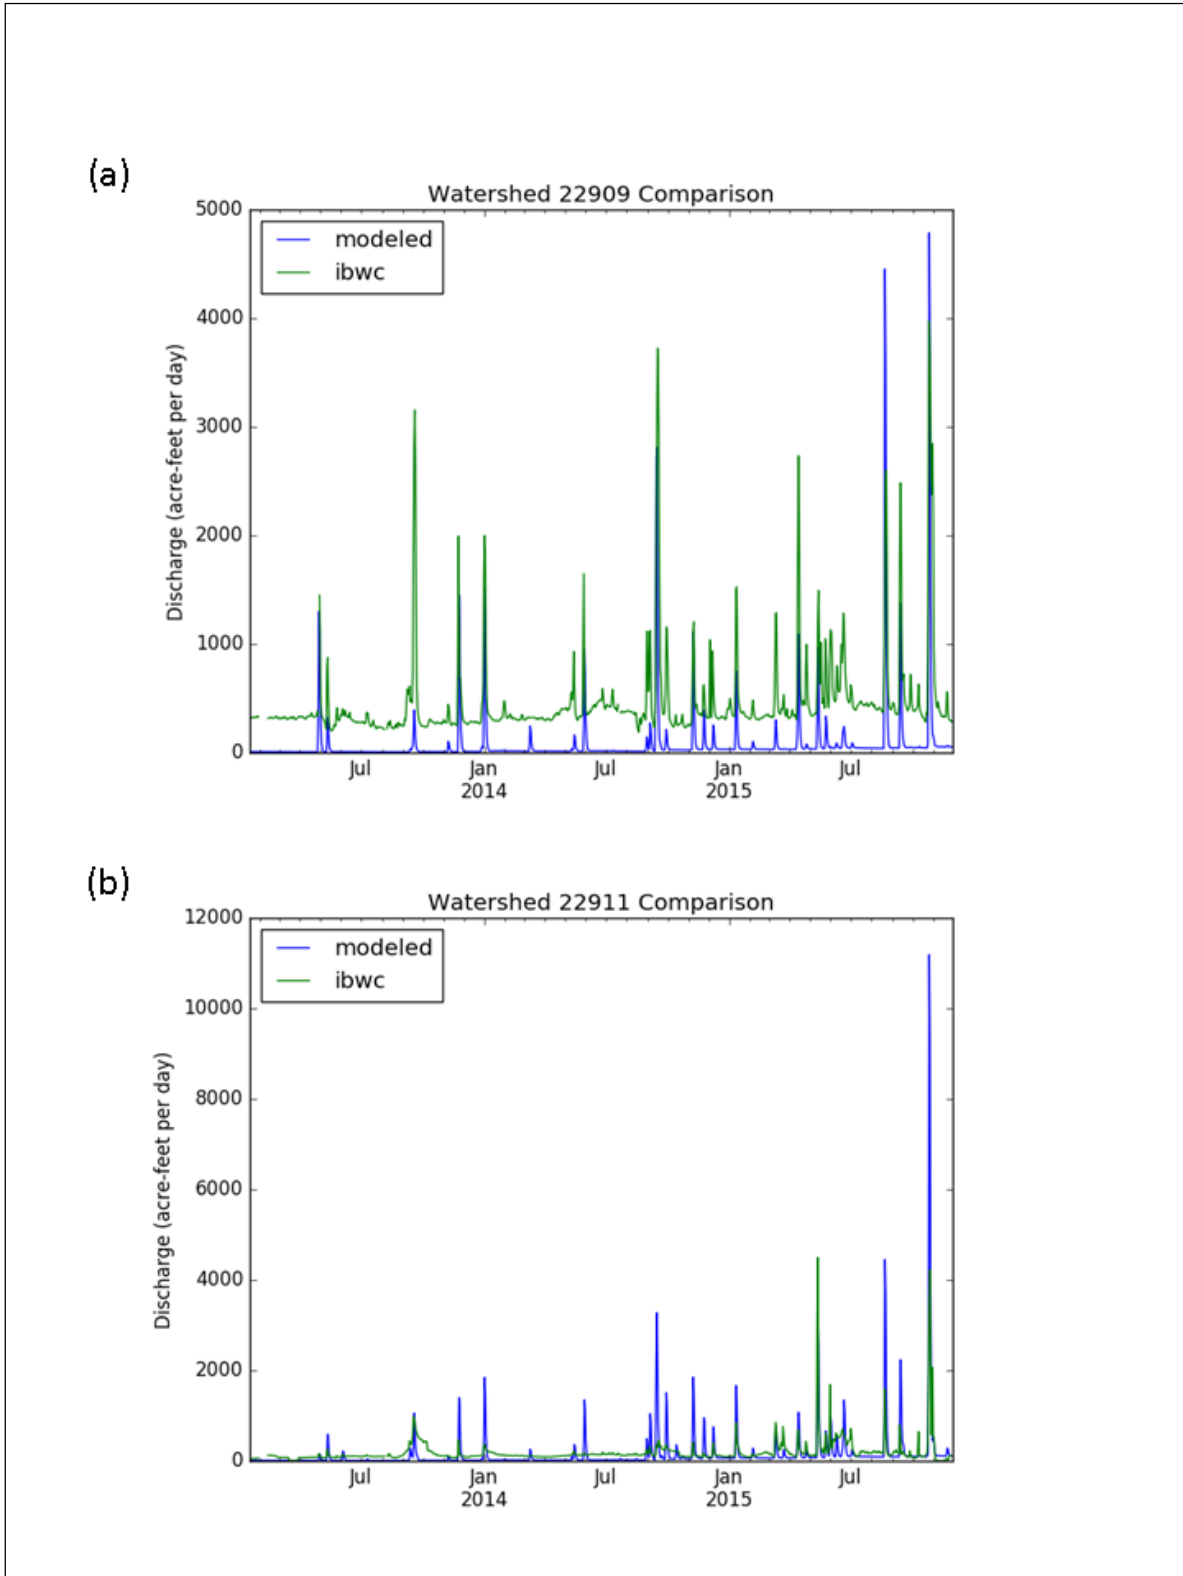 (a)
Watershed 22909 Comparison
5000
4000
3000
2000
1000
0
Discharge (acre-feet per day)
modeled
ibwc
Jul
Jan
2014
Jul
Jan
2015
Jul
(b)
Watershed 22911 Comparison
12000
10000
8000
6000
4000
2000
0
Discharge (acre-feet per day)
modeled
ibwc
Jul
Jan
2014
Jul
Jan
2015
Jul